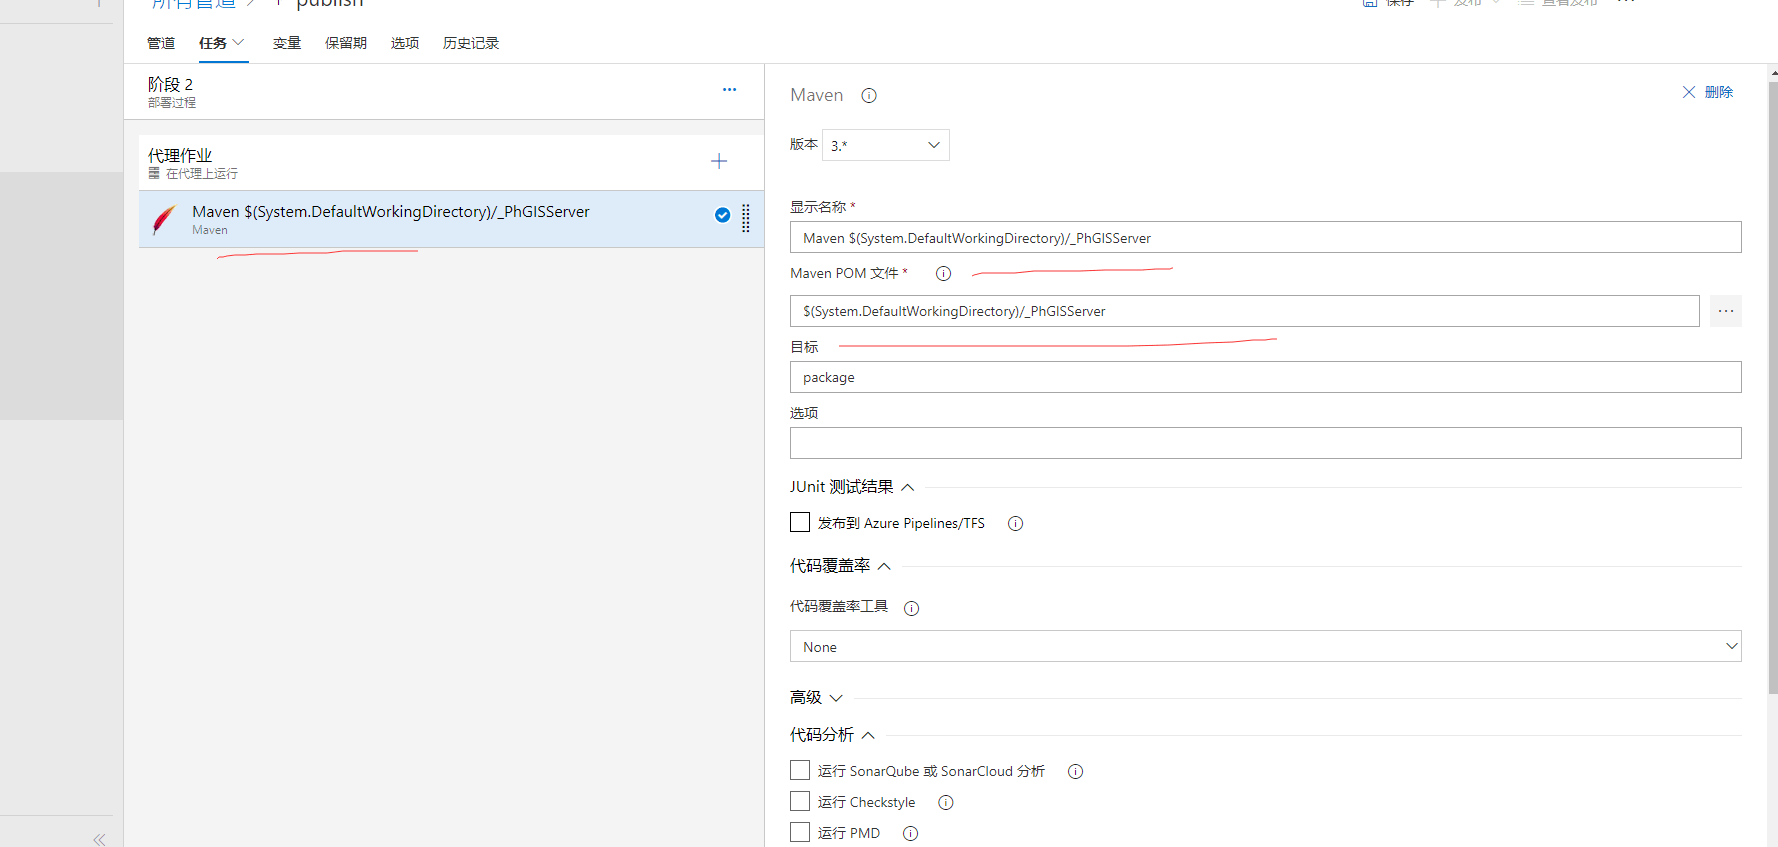 所有管道 publish
保存 发布 查看发布
管道 任务 变量 保留期 选项 历史记录
阶段 2
部署过程
代理作业
在代理上运行
Maven $(System.DefaultWorkingDirectory)/_PhGISServer
Maven
Maven
删除
版本 3.*
显示名称 *
Maven $(System.DefaultWorkingDirectory)/_PhGISServer
Maven POM 文件 *
$(System.DefaultWorkingDirectory)/_PhGISServer
目标
package
选项
JUnit 测试结果
发布到 Azure Pipelines/TFS
代码覆盖率
代码覆盖率工具
None
高级
代码分析
运行 SonarQube 或 SonarCloud 分析
运行 Checkstyle
运行 PMD